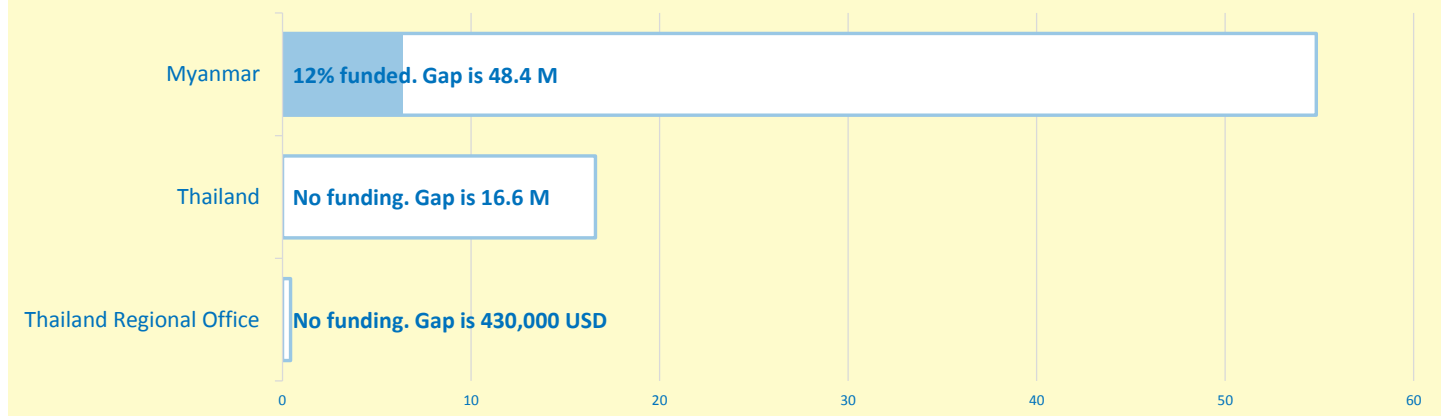 Myanmar
12% funded. Gap is 48.4 M
Thailand
No funding. Gap is 16.6 M
Thailand Regional Office
No funding. Gap is 430,000 USD
0 10 20 30 40 50 60